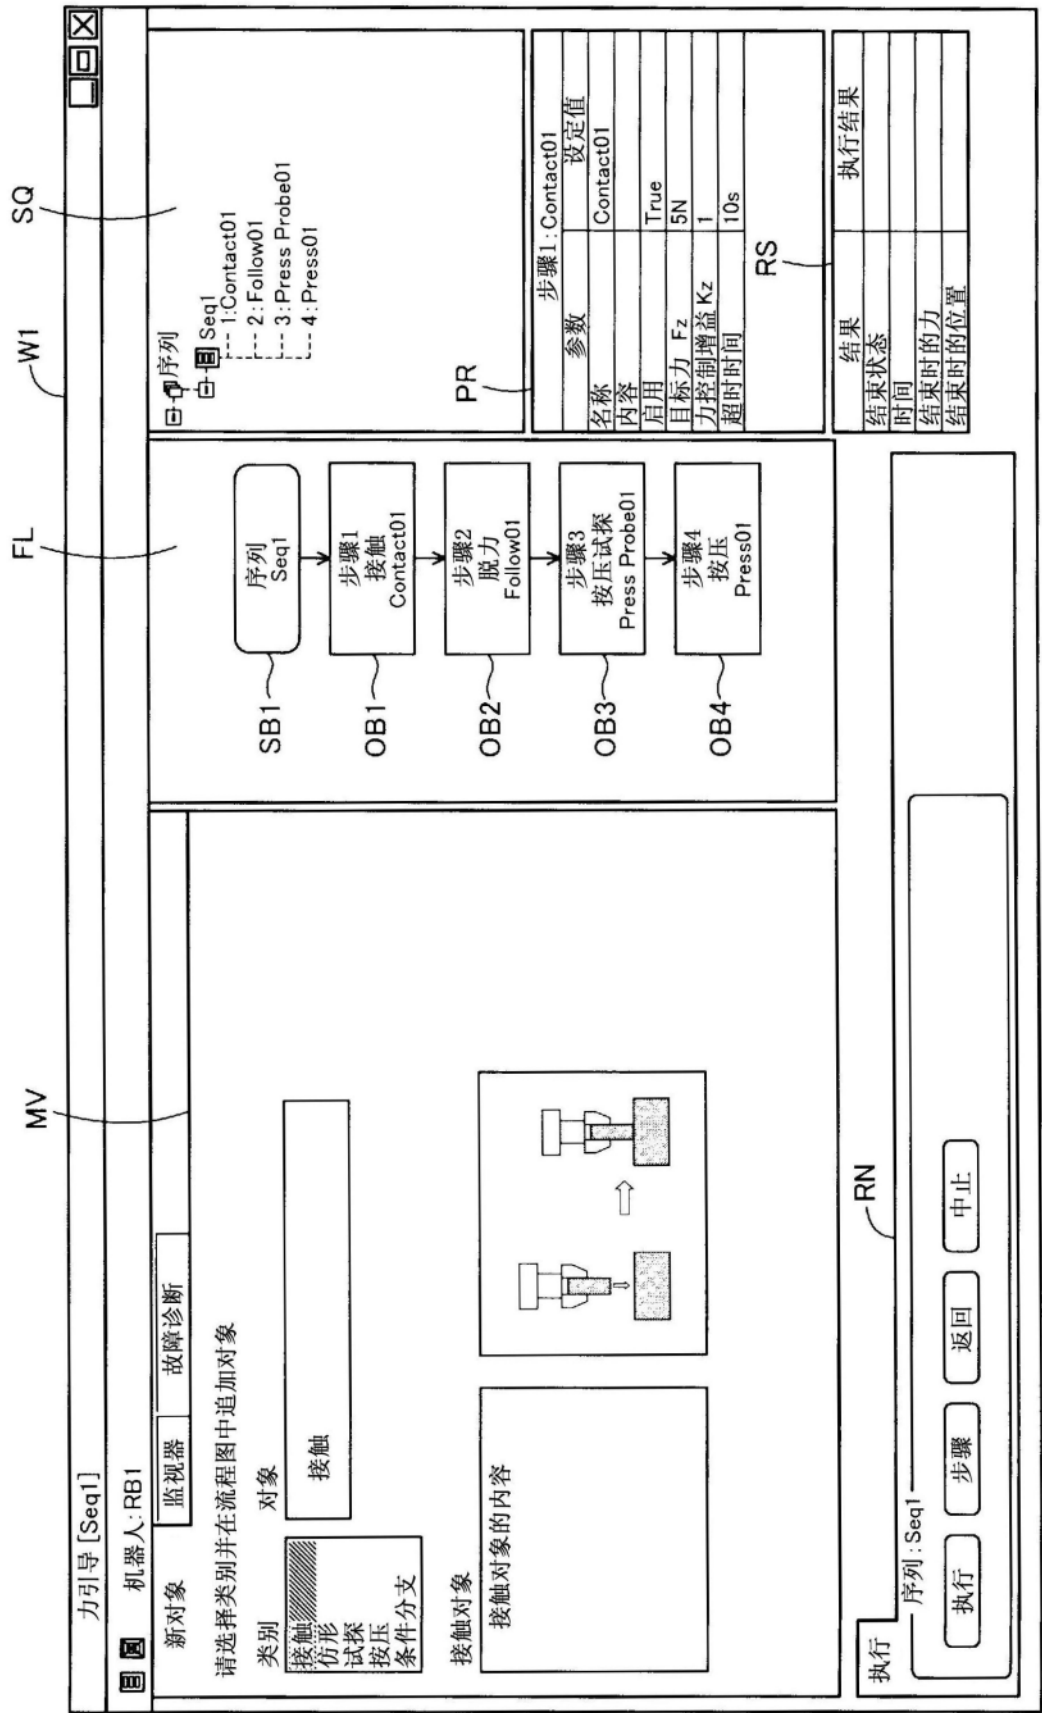 MV
FL
W1
SQ
力引导 [Seq1]
机器人:RB1
新对象
监视器
故障诊断
请选择类别并在流程图中追加对象
类别
对象
接触
仿形
试探
按压
条件分支
接触
接触对象
接触对象的内容
SB1
序列
Seq1
OB1
步骤1
接触
Contact01
OB2
步骤2
脱力
Follow01
OB3
步骤3
按压试探
Press Probe01
OB4
步骤4
按压
Press01
序列
Seq1
1:Contact01
2:Follow01
3:Press Probe01
4:Press01
PR
步骤1:Contact01
参数 设定值
名称 Contact01
内容
启用 True
目标力 Fz 5N
力控制增益Kz 1
超时时间 10s
RS
结果 执行结果
结束状态
时间
结束时的力
结束时的位置
RN
执行
序列:Seq1
执行 步骤 返回 中止